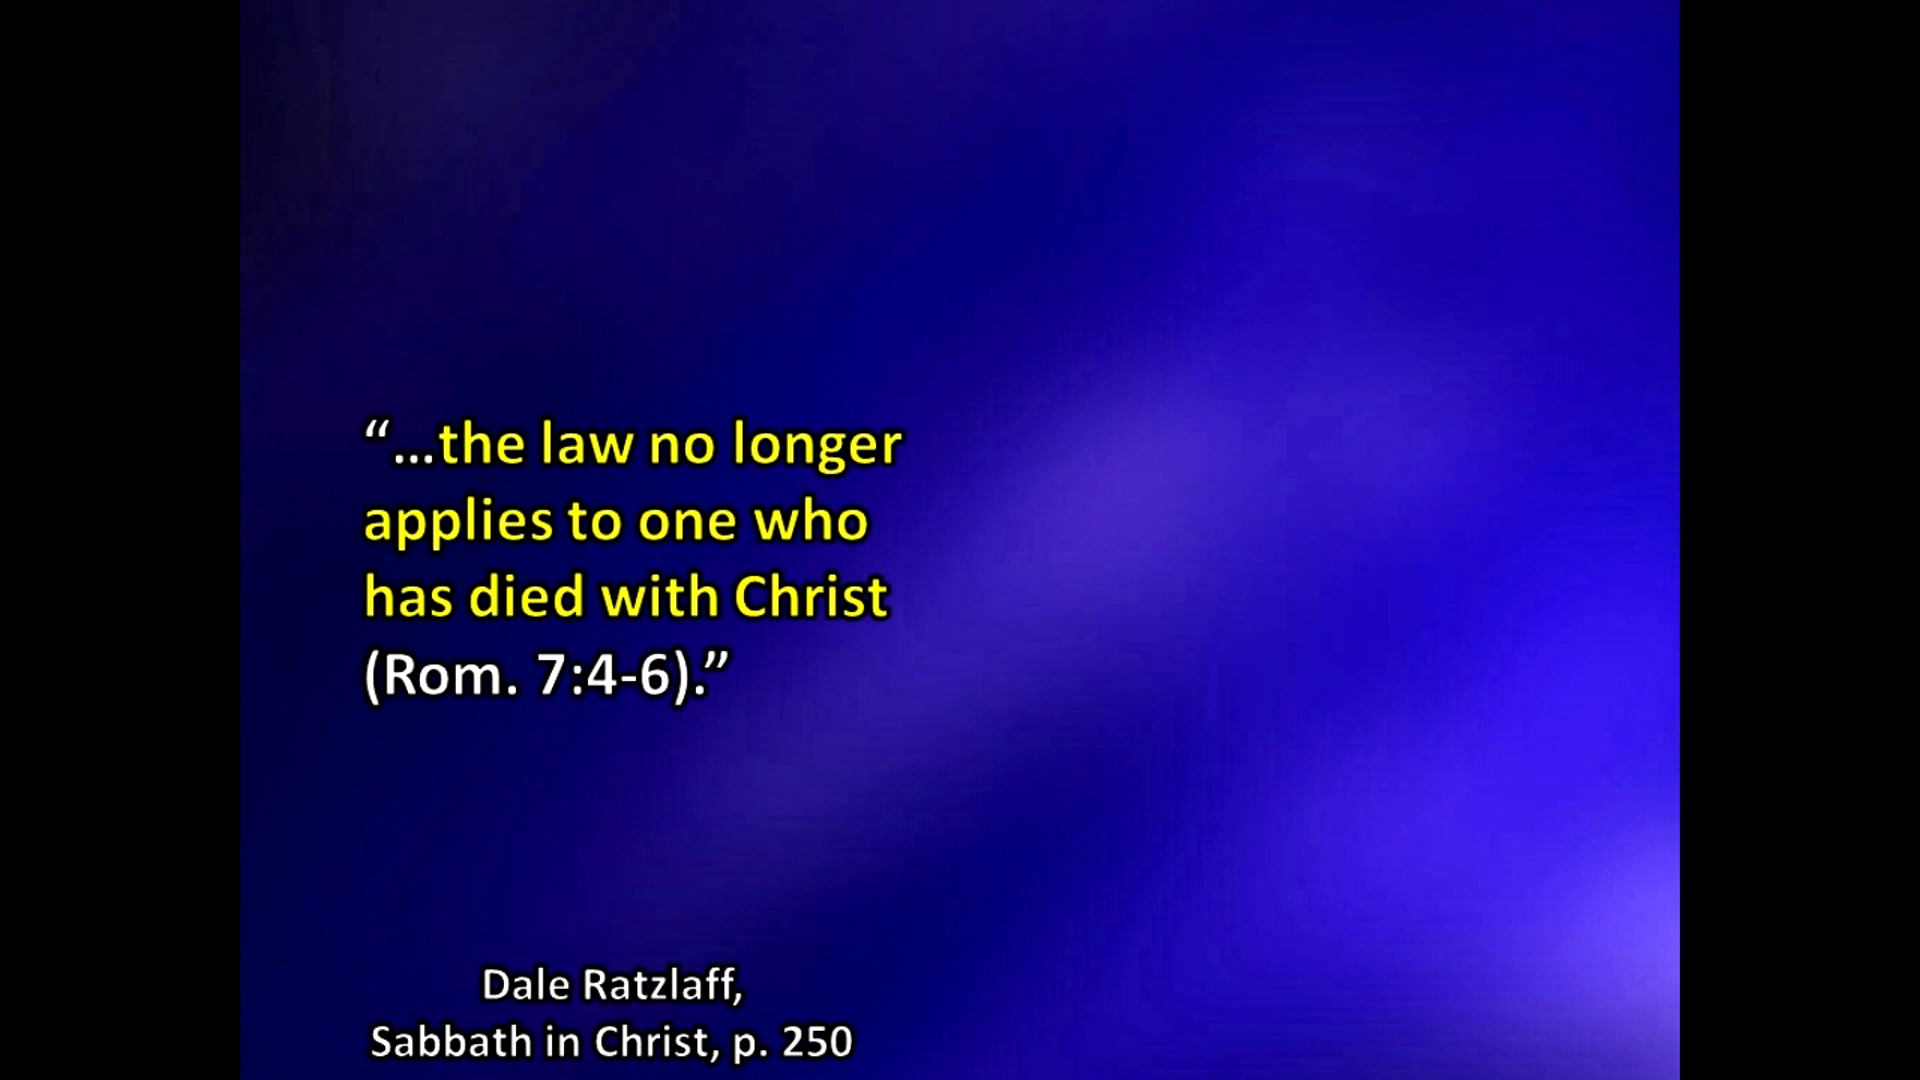 “...the law no longer
applies to one who
has died with Christ
(Rom. 7:4-6).”
Dale Ratzlaff,
Sabbath in Christ, p. 250